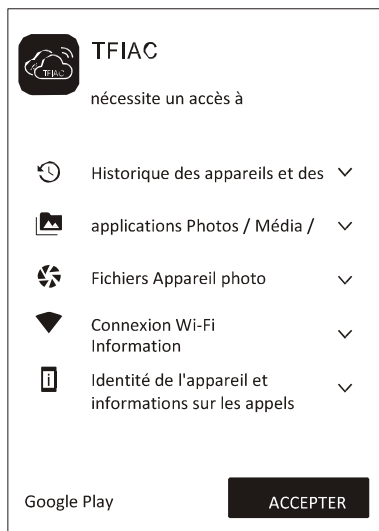 TFIAC
TFIAC
nécessite un accès à
Historique des appareils et des
applications Photos / Média /
Fichiers Appareil photo
Connexion Wi-Fi
Information
Identité de l'appareil et
informations sur les appels
Google Play
ACCEPTER